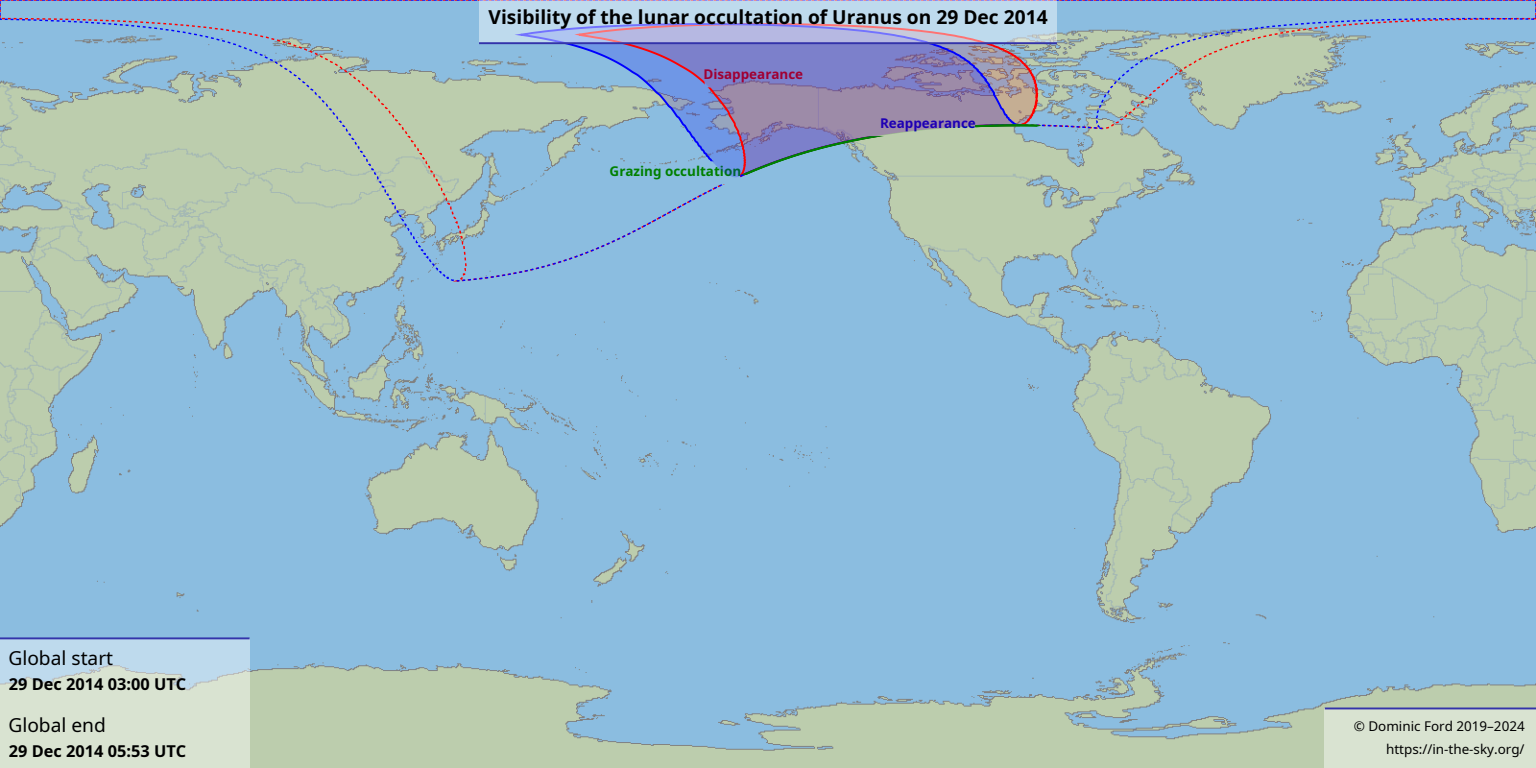 Visibility of the lunar occultation of Uranus on 29 Dec 2014
Disappearance
Reappearance
Grazing occultation
Global start
29 Dec 2014 03:00 UTC
Global end
29 Dec 2014 05:53 UTC
© Dominic Ford 2019–2024
https://in-the-sky.org/